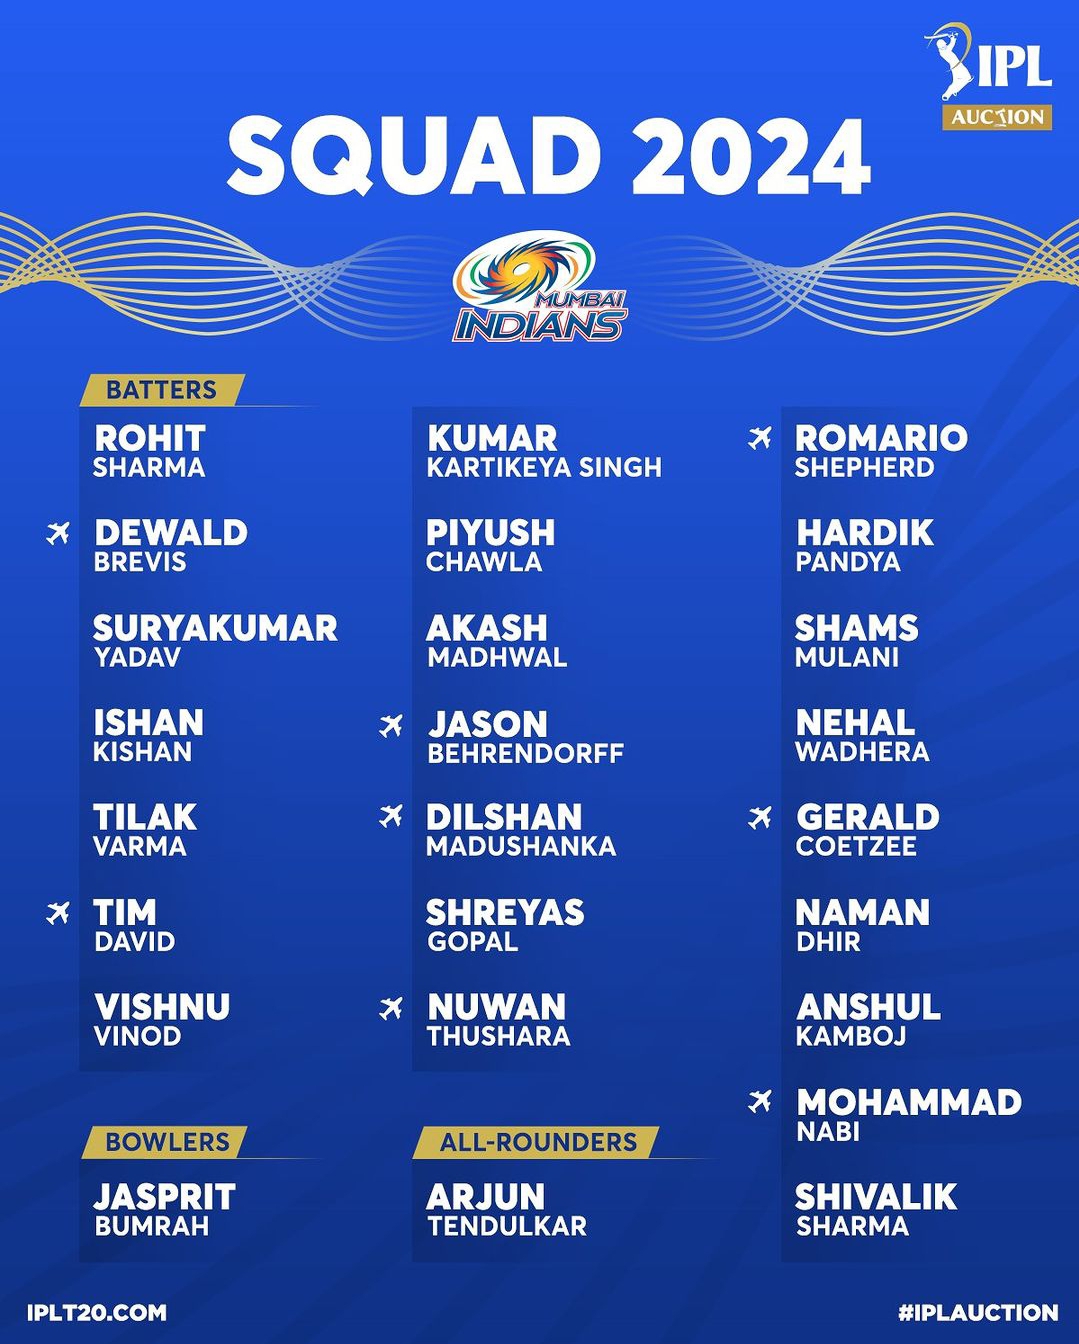 IPL
AUCTION
SQUAD 2024
MUMBAI
INDIANS
BATTERS
ROHIT
SHARMA
DEWALD
BREVIS
SURYAKUMAR
YADAV
ISHAN
KISHAN
TILAK
VARMA
TIM
DAVID
VISHNU
VINOD
BOWLERS
JASPRIT
BUMRAH
KUMAR
KARTIKEYA SINGH
PIYUSH
CHAWLA
AKASH
MADHWAL
JASON
BEHRENDORFF
DILSHAN
MADUSHANKA
SHREYAS
GOPAL
NUWAN
THUSHARA
ALL-ROUNDERS
ARJUN
TENDULKAR
ROMARIO
SHEPHERD
HARDIK
PANDYA
SHAMS
MULANI
NEHAL
WADHERA
GERALD
COETZEE
NAMAN
DHIR
ANSHUL
KAMBOJ
MOHAMMAD
NABI
SHIVALIK
SHARMA
IPLT20.COM
#IPLAUCTION